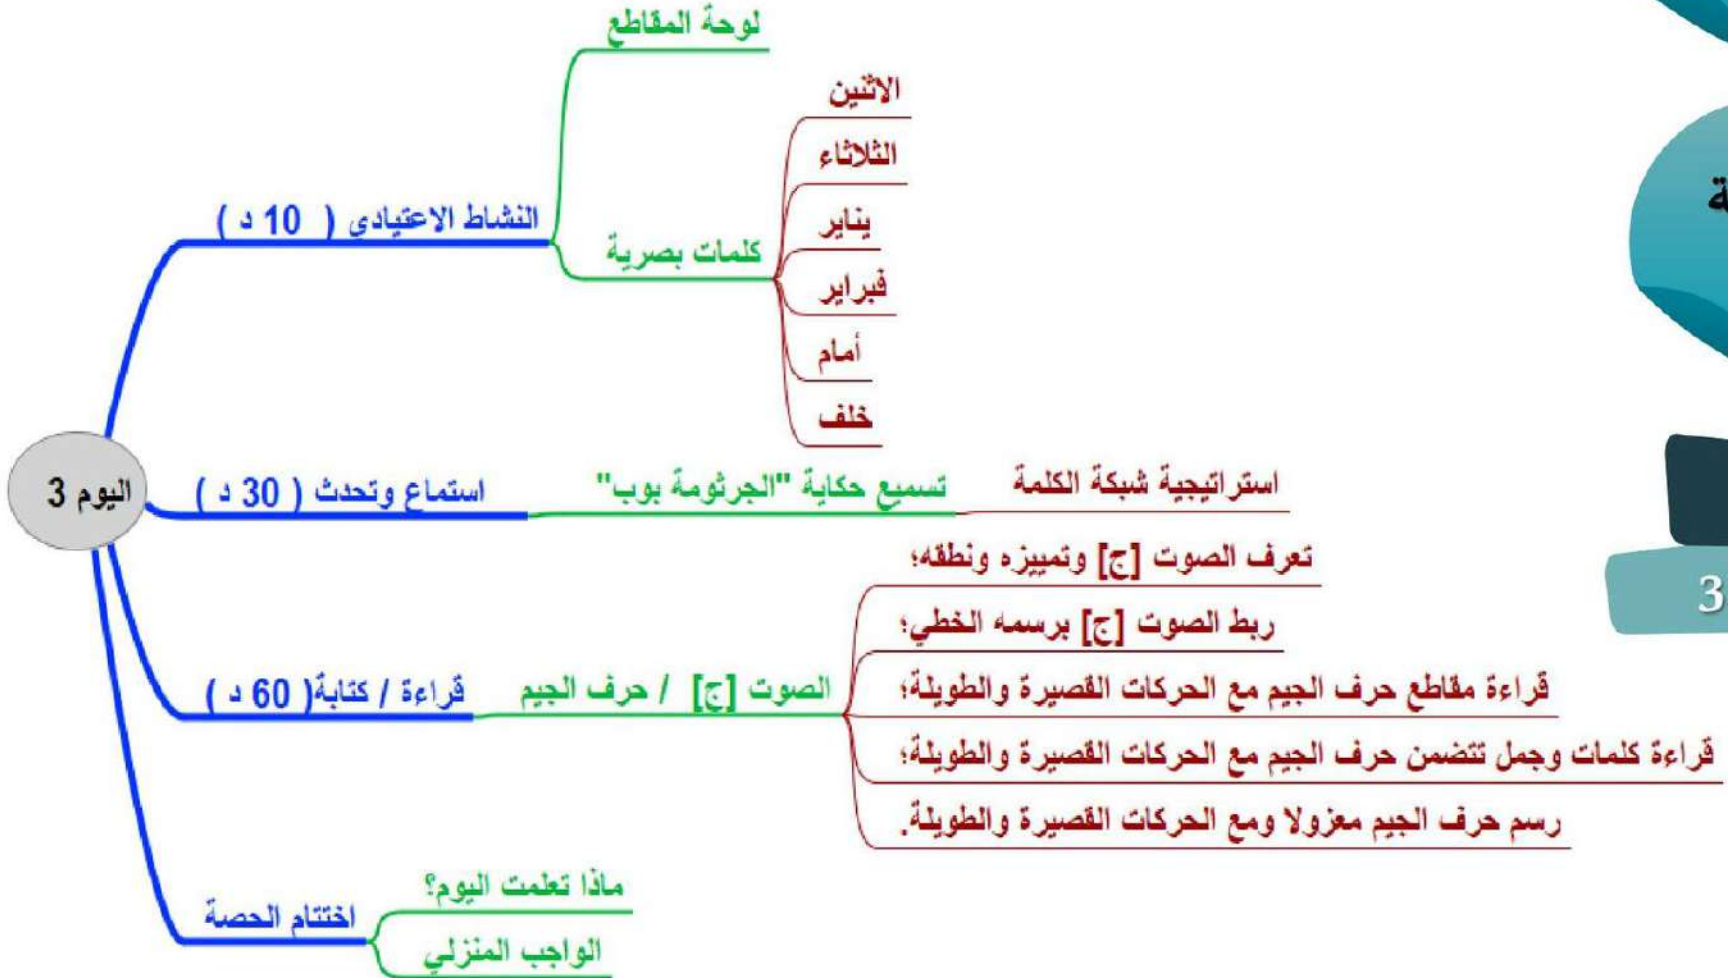 اليوم 3
النشاط الاعتيادي ( 10 د )
لوحة المقاطع
كلمات بصرية
الاثنين
الثلاثاء
يناير
فبراير
أمام
خلف
استماع وتحدث ( 30 د )
تسميع حكاية "الجرثومة بوب"
استراتيجية شبكة الكلمة
قراءة / كتابة( 60 د )
الصوت [ج] / حرف الجيم
تعرف الصوت [ج] وتمييزه ونطقه؛
ربط الصوت [ج] برسمه الخطي؛
قراءة مقاطع حرف الجيم مع الحركات القصيرة والطويلة؛
قراءة كلمات وجمل تتضمن حرف الجيم مع الحركات القصيرة والطويلة؛
رسم حرف الجيم معزولا ومع الحركات القصيرة والطويلة.
اختتام الحصة
ماذا تعلمت اليوم؟
الواجب المنزلي
3